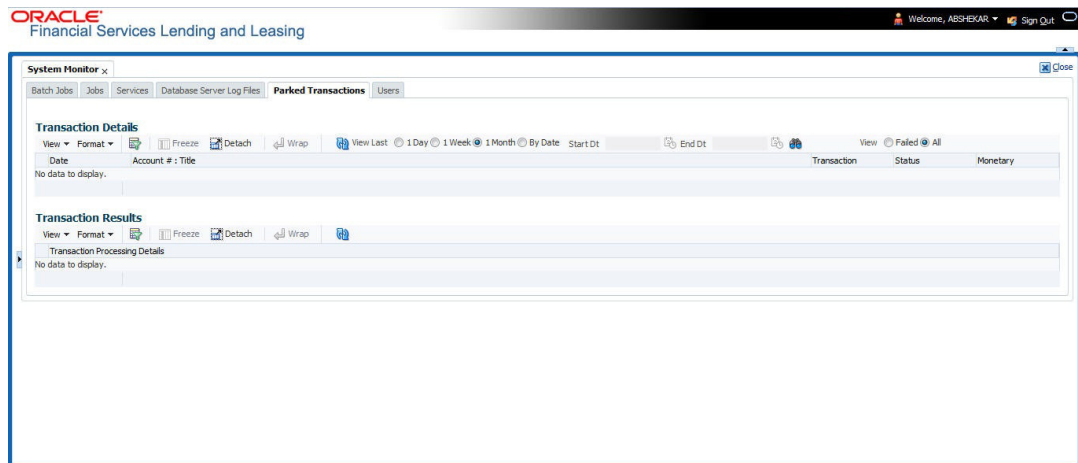 ORACLE
Financial Services Lending and Leasing
Welcome, ABSHEKAR Sign Out
System Monitor x
Close
Batch Jobs Jobs Services Database Server Log Files Parked Transactions Users
Transaction Details
View Format Freeze Detach Wrap View Last 1 Day 1 Week 1 Month By Date Start Dt End Dt View Failed All
Date Account # : Title Transaction Status Monetary
No data to display.
Transaction Results
View Format Freeze Detach Wrap
Transaction Processing Details
No data to display.